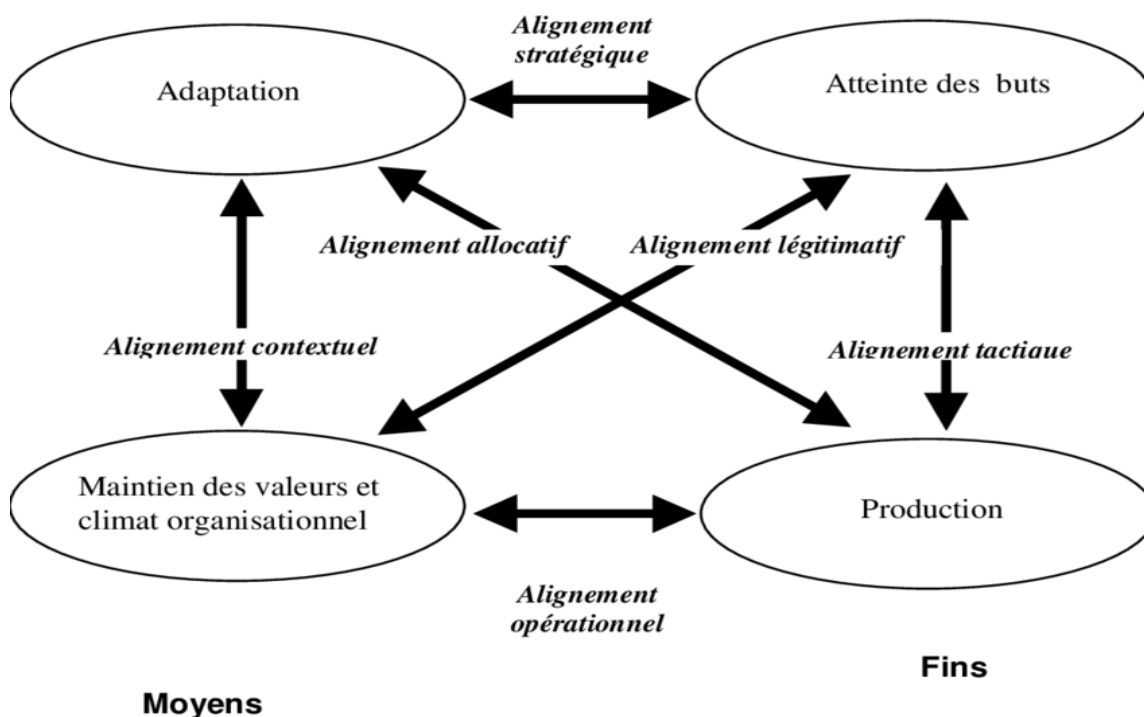 Alignement
stratégique
Adaptation
Atteinte des buts
Alignement allocatif
Alignement légitimatif
Alignement contextuel
Alignement tactique
Maintien des valeurs et
climat organisationnel
Production
Alignement
opérationnel
Fins
Moyens